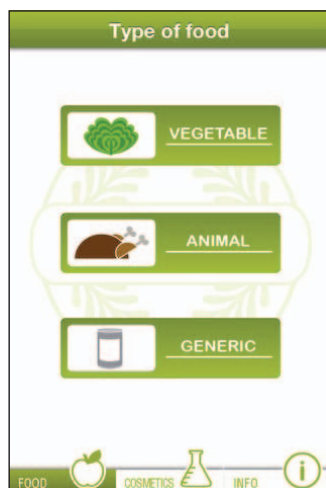 Type of food
VEGETABLE
ANIMAL
GENERIC
FOOD COSMETICS INFO